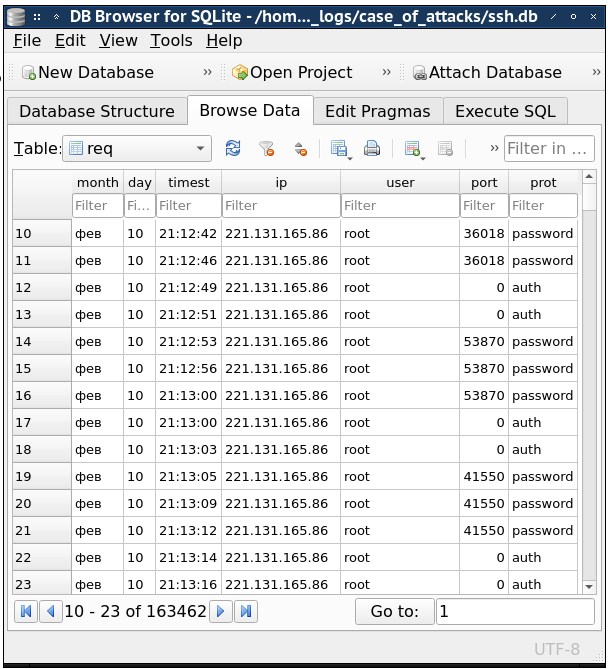 DB Browser for SQLite - /hom..._logs/case_of_attacks/ssh.db
File Edit View Tools Help
New Database » Open Project » Attach Database »
Database Structure Browse Data Edit Pragmas Execute SQL
Table: req » Filter in ...
month day timest ip user port prot
Filter Fi... Filter Filter Filter Filter Filter
10 фев 10 21:12:42 221.131.165.86 root 36018 password
11 фев 10 21:12:46 221.131.165.86 root 36018 password
12 фев 10 21:12:49 221.131.165.86 root 0 auth
13 фев 10 21:12:51 221.131.165.86 root 0 auth
14 фев 10 21:12:53 221.131.165.86 root 53870 password
15 фев 10 21:12:56 221.131.165.86 root 53870 password
16 фев 10 21:13:00 221.131.165.86 root 53870 password
17 фев 10 21:13:00 221.131.165.86 root 0 auth
18 фев 10 21:13:03 221.131.165.86 root 0 auth
19 фев 10 21:13:05 221.131.165.86 root 41550 password
20 фев 10 21:13:09 221.131.165.86 root 41550 password
21 фев 10 21:13:12 221.131.165.86 root 41550 password
22 фев 10 21:13:14 221.131.165.86 root 0 auth
23 фев 10 21:13:16 221.131.165.86 root 0 auth
10 - 23 of 163462 Go to: 1
UTF-8